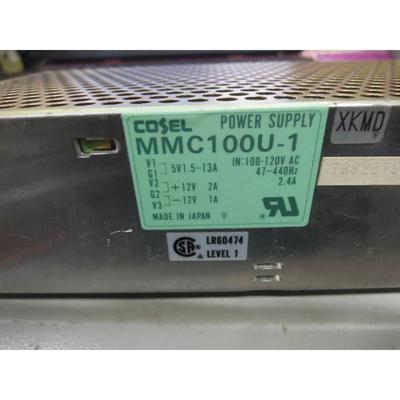 COSEL POWER SUPPLY
MMC100U-1
V1
G1 5V1.5~13A IN:100-120V AC
V2 +12V 2A 47~440Hz
G2 2.4A
V3 -12V 1A
MADE IN JAPAN
XKMD
LR60474
LEVEL 1